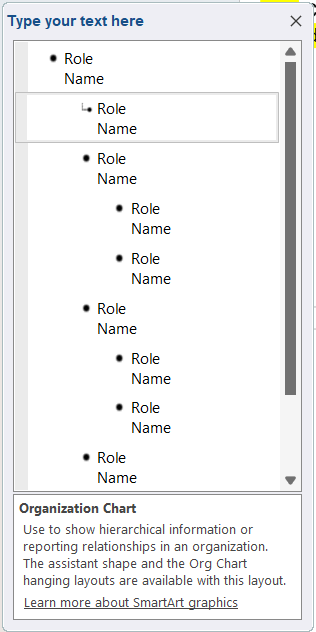 Type your text here
Role
Name
Role
Name
Role
Name
Role
Name
Role
Name
Role
Name
Role
Name
Role
Name
Role
Name
Organization Chart
Use to show hierarchical information or
reporting relationships in an organization.
The assistant shape and the Org Chart
hanging layouts are available with this layout.
Learn more about SmartArt graphics